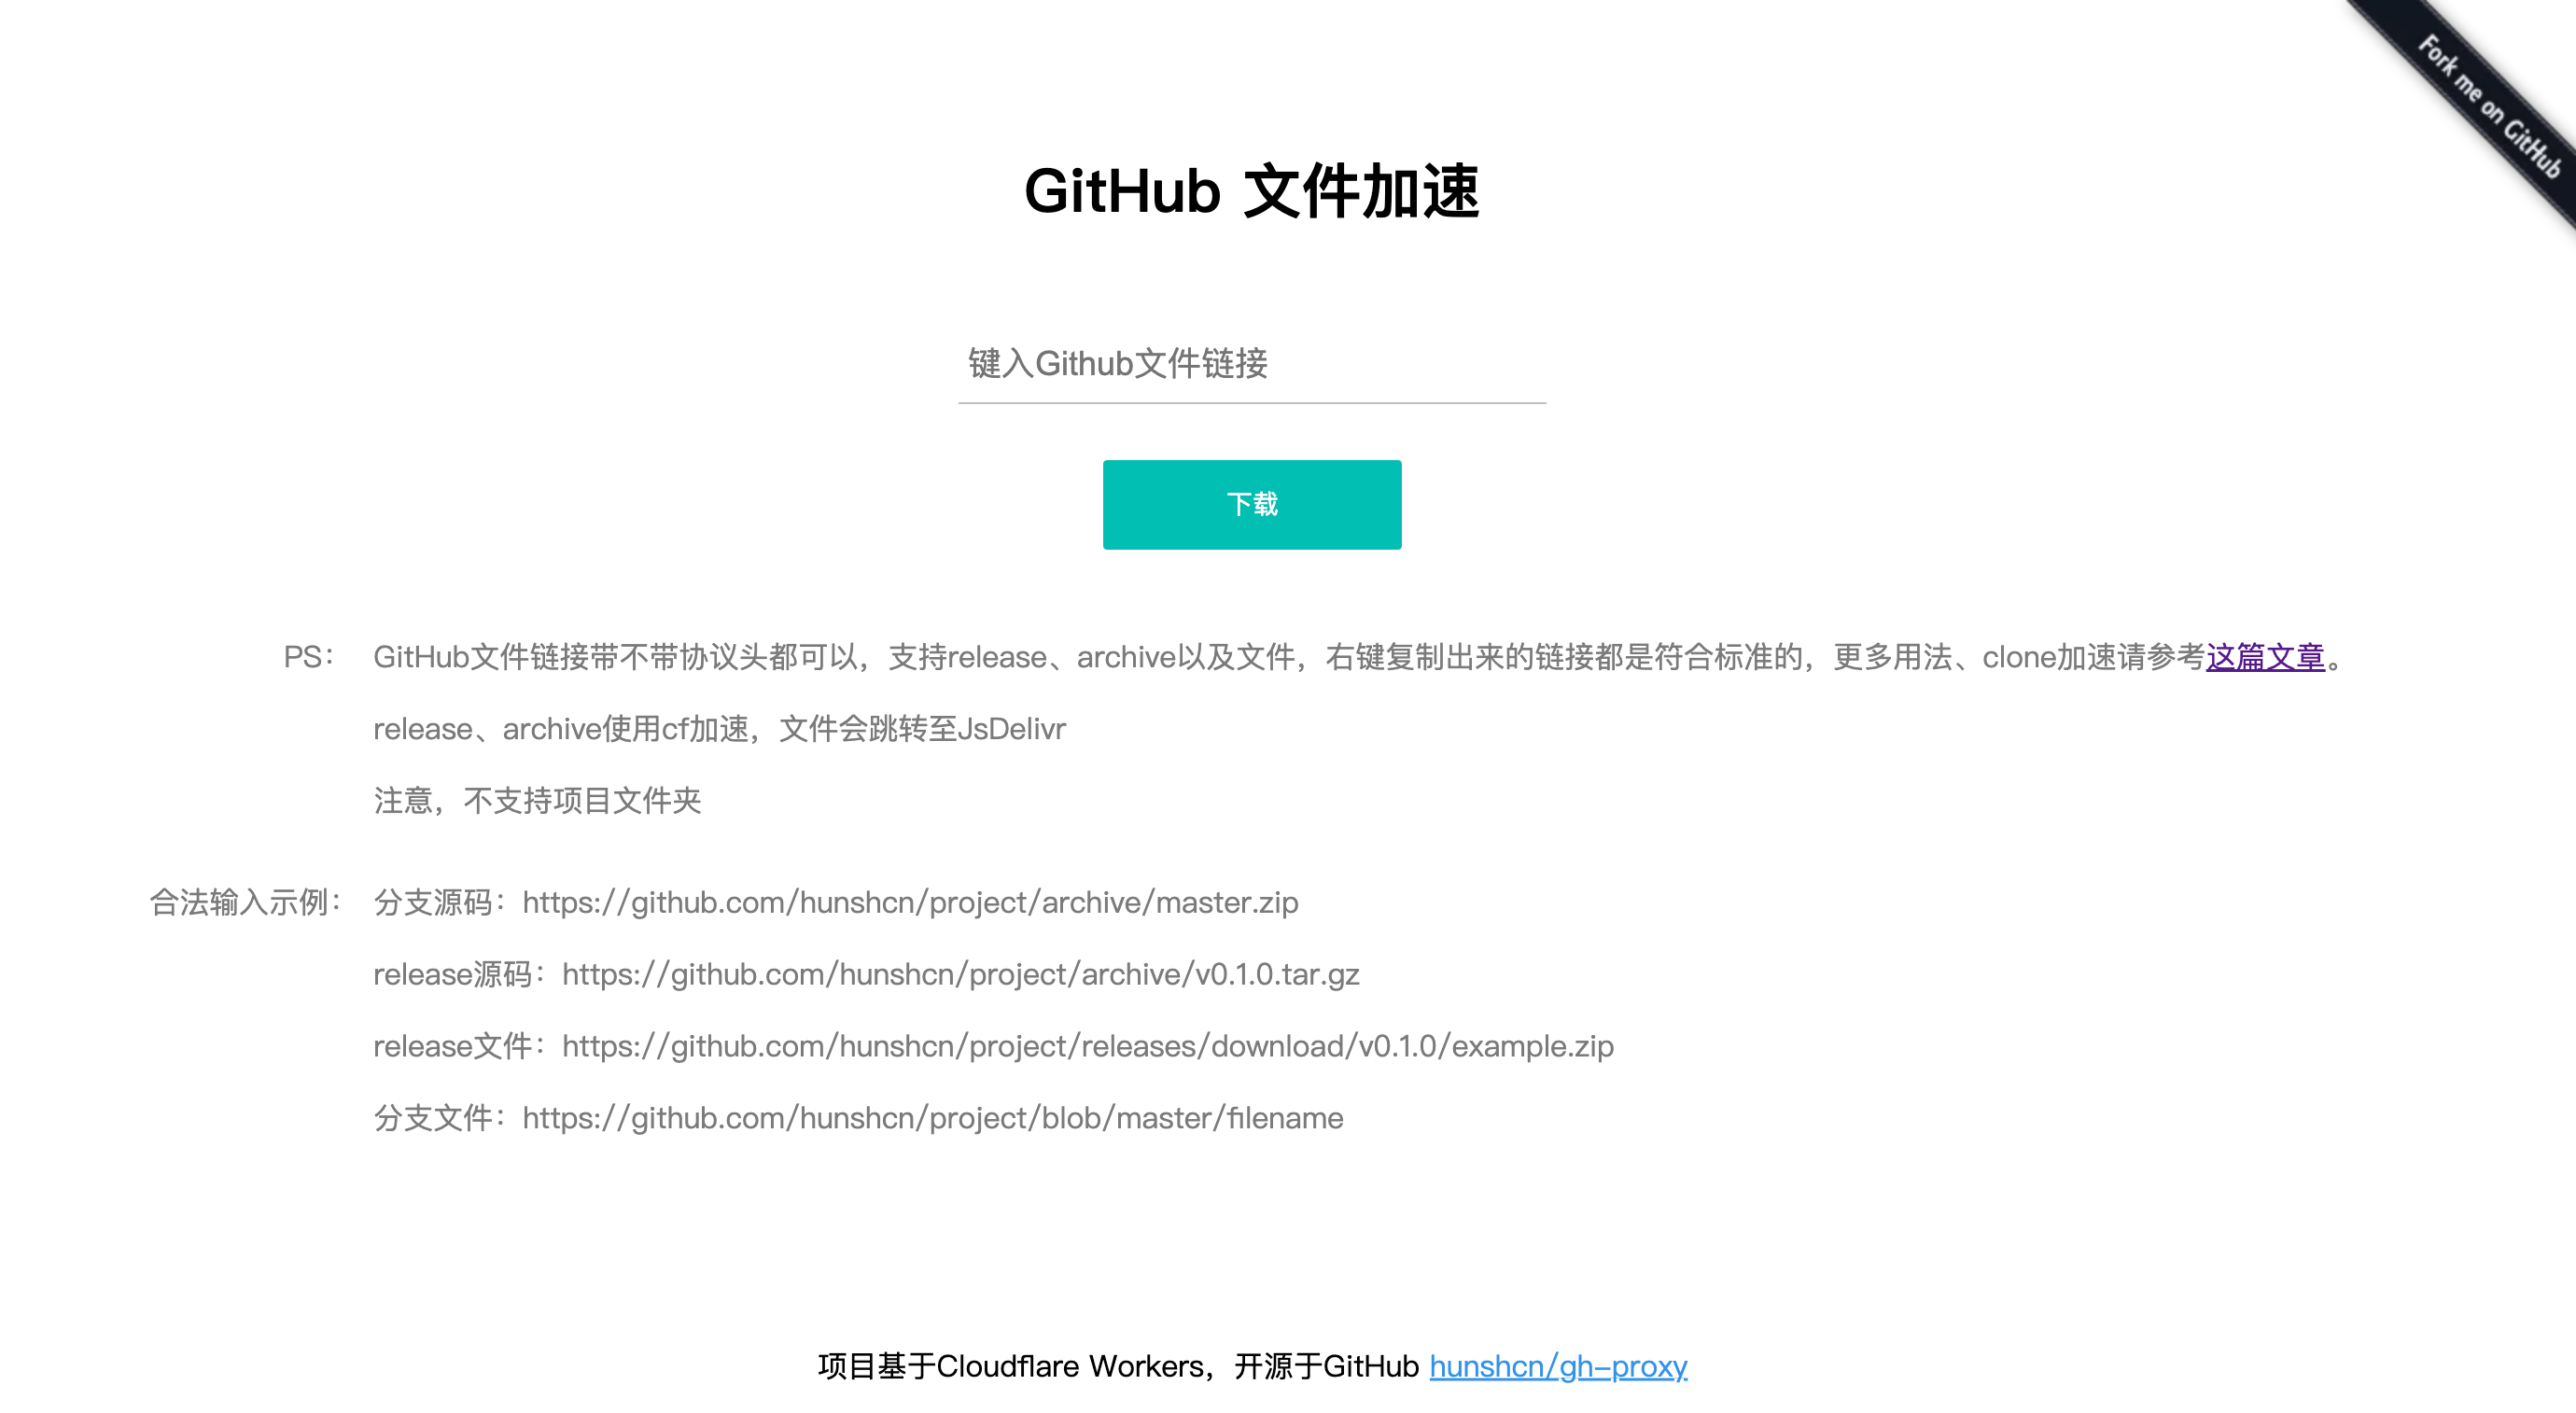 Fork me on GitHub
GitHub 文件加速
键入Github文件链接
下载
PS： GitHub文件链接带不带协议头都可以，支持release、archive以及文件，右键复制出来的链接都是符合标准的，更多用法、clone加速请参考这篇文章。
release、archive使用cf加速，文件会跳转至JsDelivr
注意，不支持项目文件夹
合法输入示例： 分支源码：https://github.com/hunshcn/project/archive/master.zip
release源码：https://github.com/hunshcn/project/archive/v0.1.0.tar.gz
release文件：https://github.com/hunshcn/project/releases/download/v0.1.0/example.zip
分支文件：https://github.com/hunshcn/project/blob/master/filename
项目基于Cloudflare Workers，开源于GitHub hunshcn/gh-proxy